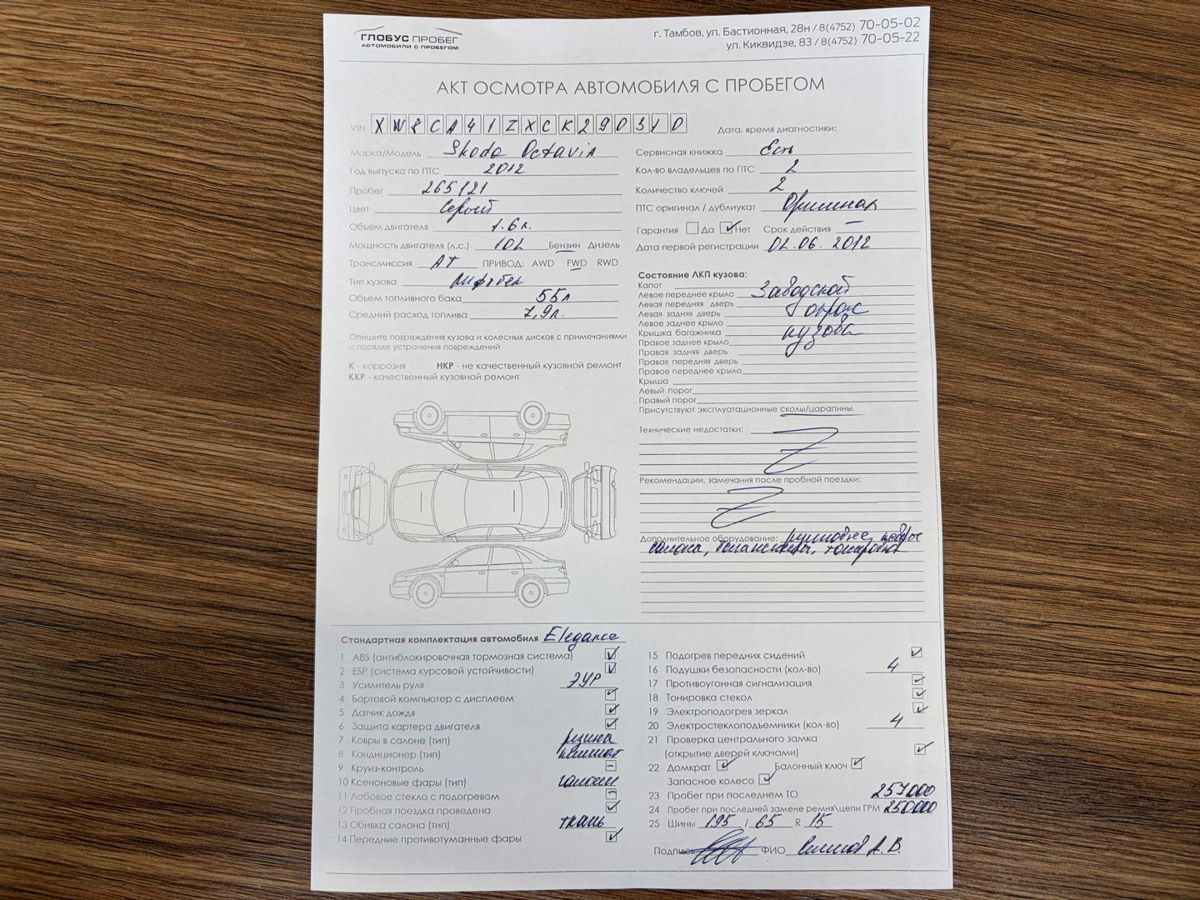 ГЛОБУС ПРОБЕГ
АВТОМОБИЛИ С ПРОБЕГОМ
г. Тамбов, ул. Бастионная, 28н / 8(4752) 70-05-02
ул. Киквидзе, 83 / 8(4752) 70-05-22
АКТ ОСМОТРА АВТОМОБИЛЯ С ПРОБЕГОМ
VIN
Дата, время диагностики:
Марка/Модель Skoda Octavia
Год выпуска по ПТС 2012
Пробег 265121
Цвет Серый
Объем двигателя 1.6 л.
Мощность двигателя (л.с.) 102 Бензин Дизель
Трансмиссия АТ ПРИВОД: AWD FWD RWD
Тип кузова лифтбек
Объем топливного бака 55л
Средний расход топлива 7,9л.
Сервисная книжка Есть
Кол-во владельцев по ПТС 2
Количество ключей 2
ПТС оригинал / дубликат Оригинал
Гарантия Да Нет Срок действия —
Дата первой регистрации 02.06 2012
Опишите повреждения кузова и колесных дисков с примечаниями
о порядке устранения повреждений
К - коррозия НКР - не качественный кузовной ремонт
ККР - качественный кузовной ремонт
Состояние ЛКП кузова:
Капот
Левое переднее крыло Заводской
Левая передняя дверь
Левая задняя дверь окрас
Левое заднее крыло
Крышка багажника кузова
Правое заднее крыло
Правая задняя дверь
Правая передняя дверь
Правое переднее крыло
Крыша
Левый порог
Правый порог
Присутствуют эксплуатационные сколы/царапины.
Технические недостатки:
Рекомендации, замечания после пробной поездки:
Дополнительное оборудование:
салона, тонировка
Стандартная комплектация автомобиля Elegance
1 ABS (антиблокировочная тормозная система)
2 ESP (система курсовой устойчивости)
3 Усилитель руля ЭУР
4 Бортовой компьютер с дисплеем
5 Датчик дождя
6 Защита картера двигателя
7 Ковры в салоне (тип) резина
8 Кондиционер (тип) климат
9 Круиз-контроль
10 Ксеноновые фары (тип) галоген
11 Лобовое стекло с подогревом
12 Пробная поездка проведена
13 Обивка салона (тип) ткань
14 Передние противотуманные фары
15 Подогрев передних сидений
16 Подушки безопасности (кол-во) 4
17 Противоугонная сигнализация
18 Тонировка стекол
19 Электроподогрев зеркал
20 Электростеклоподъемники (кол-во) 4
21 Проверка центрального замка
(открытие дверей ключами)
22 Домкрат Балонный ключ
Запасное колесо
23 Пробег при последнем ТО 257000
24 Пробег при последней замене ремня\цепи ГРМ 250000
25 Шины 195 / 65 R 15
Подпись ФИО А.В.